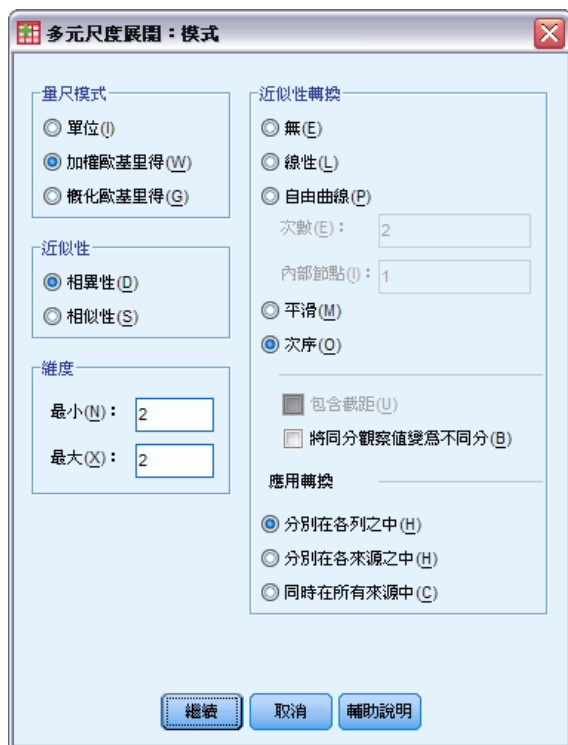 多元尺度展開：模式
量尺模式
單位(I)
加權歐基里得(W)
概化歐基里得(G)
近似性
相異性(D)
相似性(S)
維度
最小(N)： 2
最大(X)： 2
近似性轉換
無(E)
線性(L)
自由曲線(P)
次數(E)： 2
內部節點(I)： 1
平滑(M)
次序(O)
包含截距(U)
將同分觀察值變為不同分(B)
應用轉換
分別在各列之中(H)
分別在各來源之中(H)
同時在所有來源中(C)
繼續 取消 輔助說明